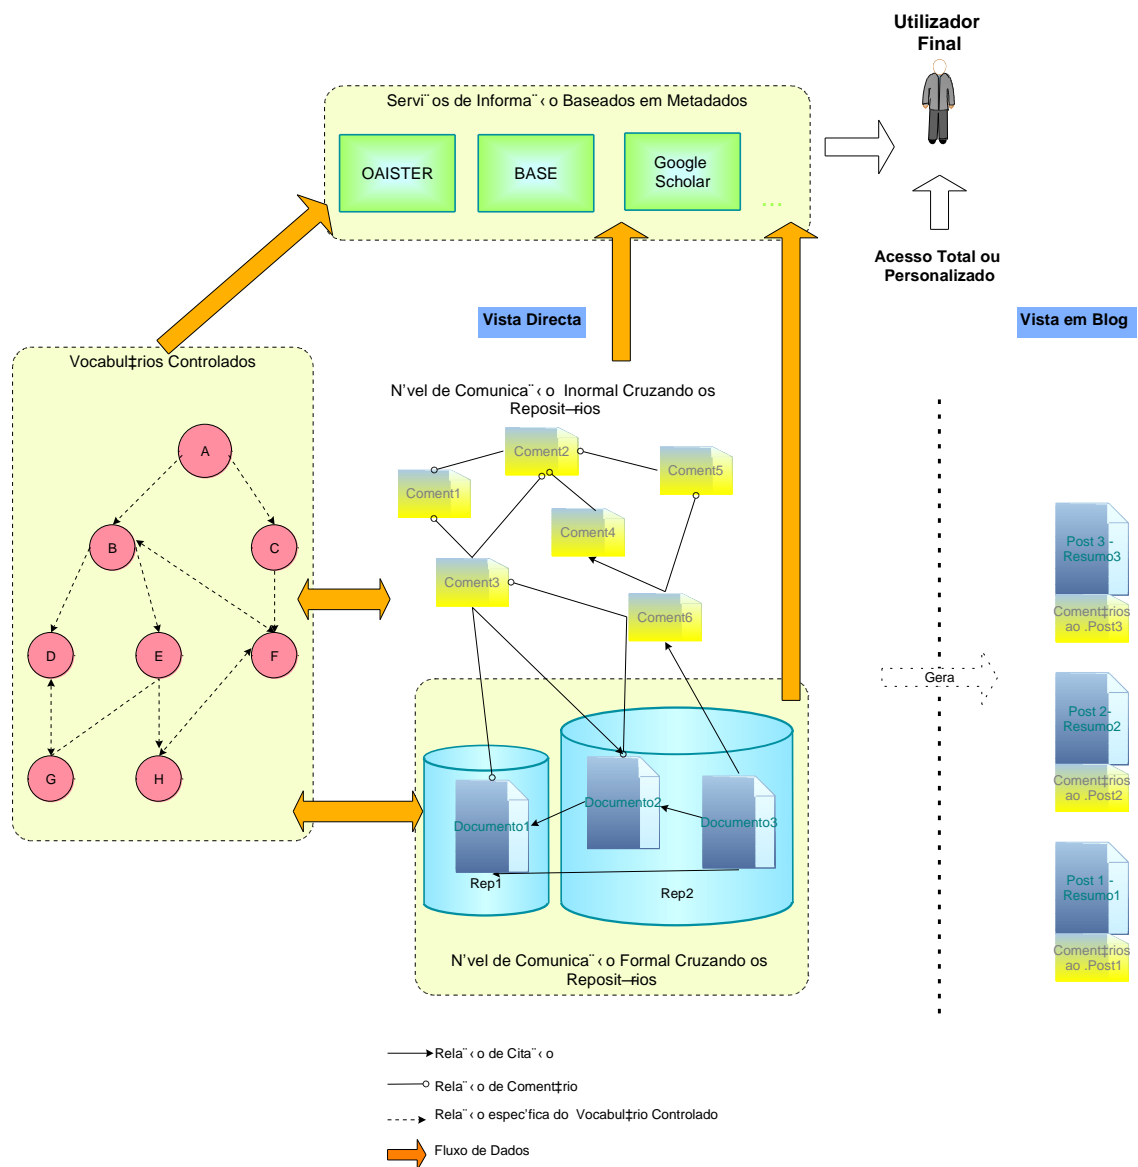 Utilizador
Final
Servi¨‹o de Informa¨‹o Baseados em Metadados
OAISTER
BASE
Google
Scholar
...
Acesso Total ou
Personalizado
Vista Directa
Vista em Blog
Vocabul‡rios Controlados
N’vel de Comunica¨‹o Inormal Cruzando os
Reposit—rios
A
B
C
D
E
F
G
H
Coment1
Coment2
Coment5
Coment4
Coment3
Coment6
Gera
Post 3 -
Resumo3
Coment‡rios
ao .Post3
Post 2-
Resumo2
Coment‡rios
ao .Post2
Post 1 -
Resumo1
Coment‡rios
ao .Post1
Documento1
Documento2
Documento3
Rep1
Rep2
N’vel de Comunica¨‹o Formal Cruzando os
Reposit—rios
Rela¨‹o de Cita¨‹o
Rela¨‹o de Coment‡rio
Rela¨‹o espec’fica do Vocabul‡rio Controlado
Fluxo de Dados